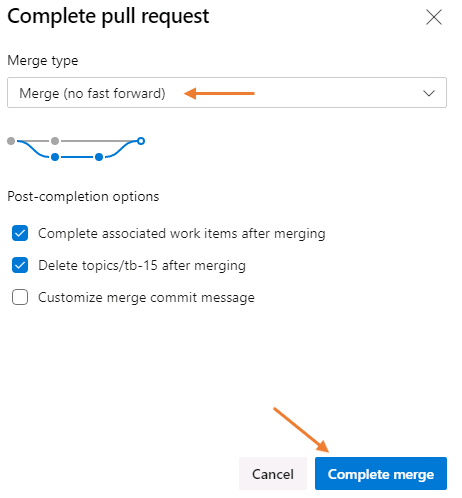 Complete pull request
Merge type
Merge (no fast forward)
Post-completion options
Complete associated work items after merging
Delete topics/tb-15 after merging
Customize merge commit message
Cancel
Complete merge